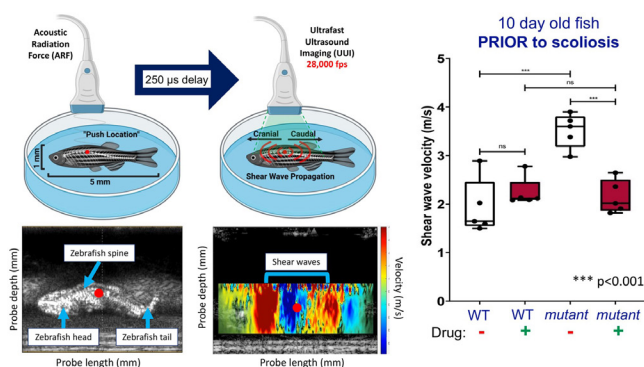 Acoustic
Radiation
Force (ARF)
250 µs delay
Ultrafast
Ultrasound
Imaging (UUI)
28,000 fps
"Push Location"
1 mm
5 mm
Cranial
Caudal
Shear Wave Propagation
Probe depth (mm)
Zebrafish spine
Zebrafish head
Zebrafish tail
Probe length (mm)
Probe depth (mm)
Shear waves
Velocity (m/s)
Probe length (mm)
10 day old fish
PRIOR to scoliosis
Shear wave velocity (m/s)
5
4
3
2
1
0
***
ns
ns
***
*** p<0.001
WT
WT
mutant
mutant
Drug:
-
+
-
+